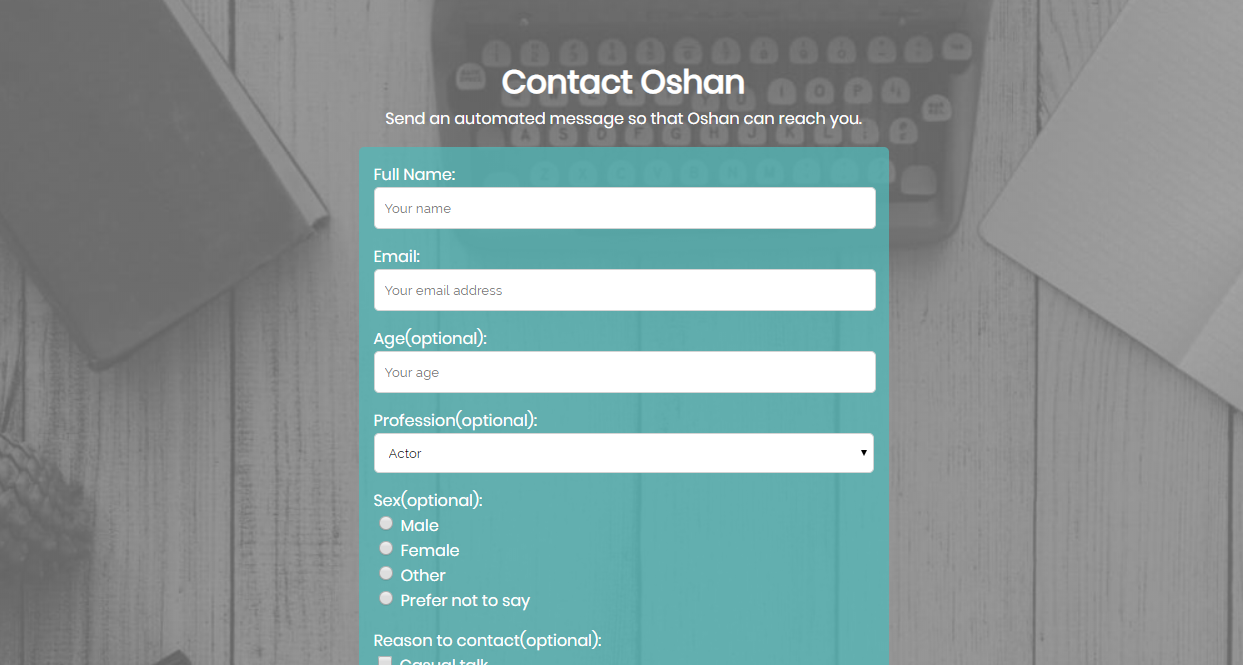 Contact Oshan
Send an automated message so that Oshan can reach you.
Full Name:
Your name
Email:
Your email address
Age(optional):
Your age
Profession(optional):
Actor
Sex(optional):
Male
Female
Other
Prefer not to say
Reason to contact(optional):
Casual talk